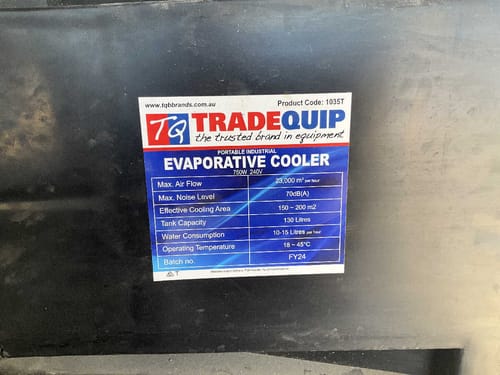 www.tqbbrands.com.au Product Code: 1035T
TQ TRADEQUIP
the trusted brand in equipment
PORTABLE INDUSTRIAL
EVAPORATIVE COOLER
750W 240V
Max. Air Flow 23,000 m³ per hour
Max. Noise Level 70dB(A)
Effective Cooling Area 150 ~ 200 m2
Tank Capacity 130 Litres
Water Consumption 10-15 Litres per hour
Operating Temperature 18 ~ 45°C
Batch no. FY24